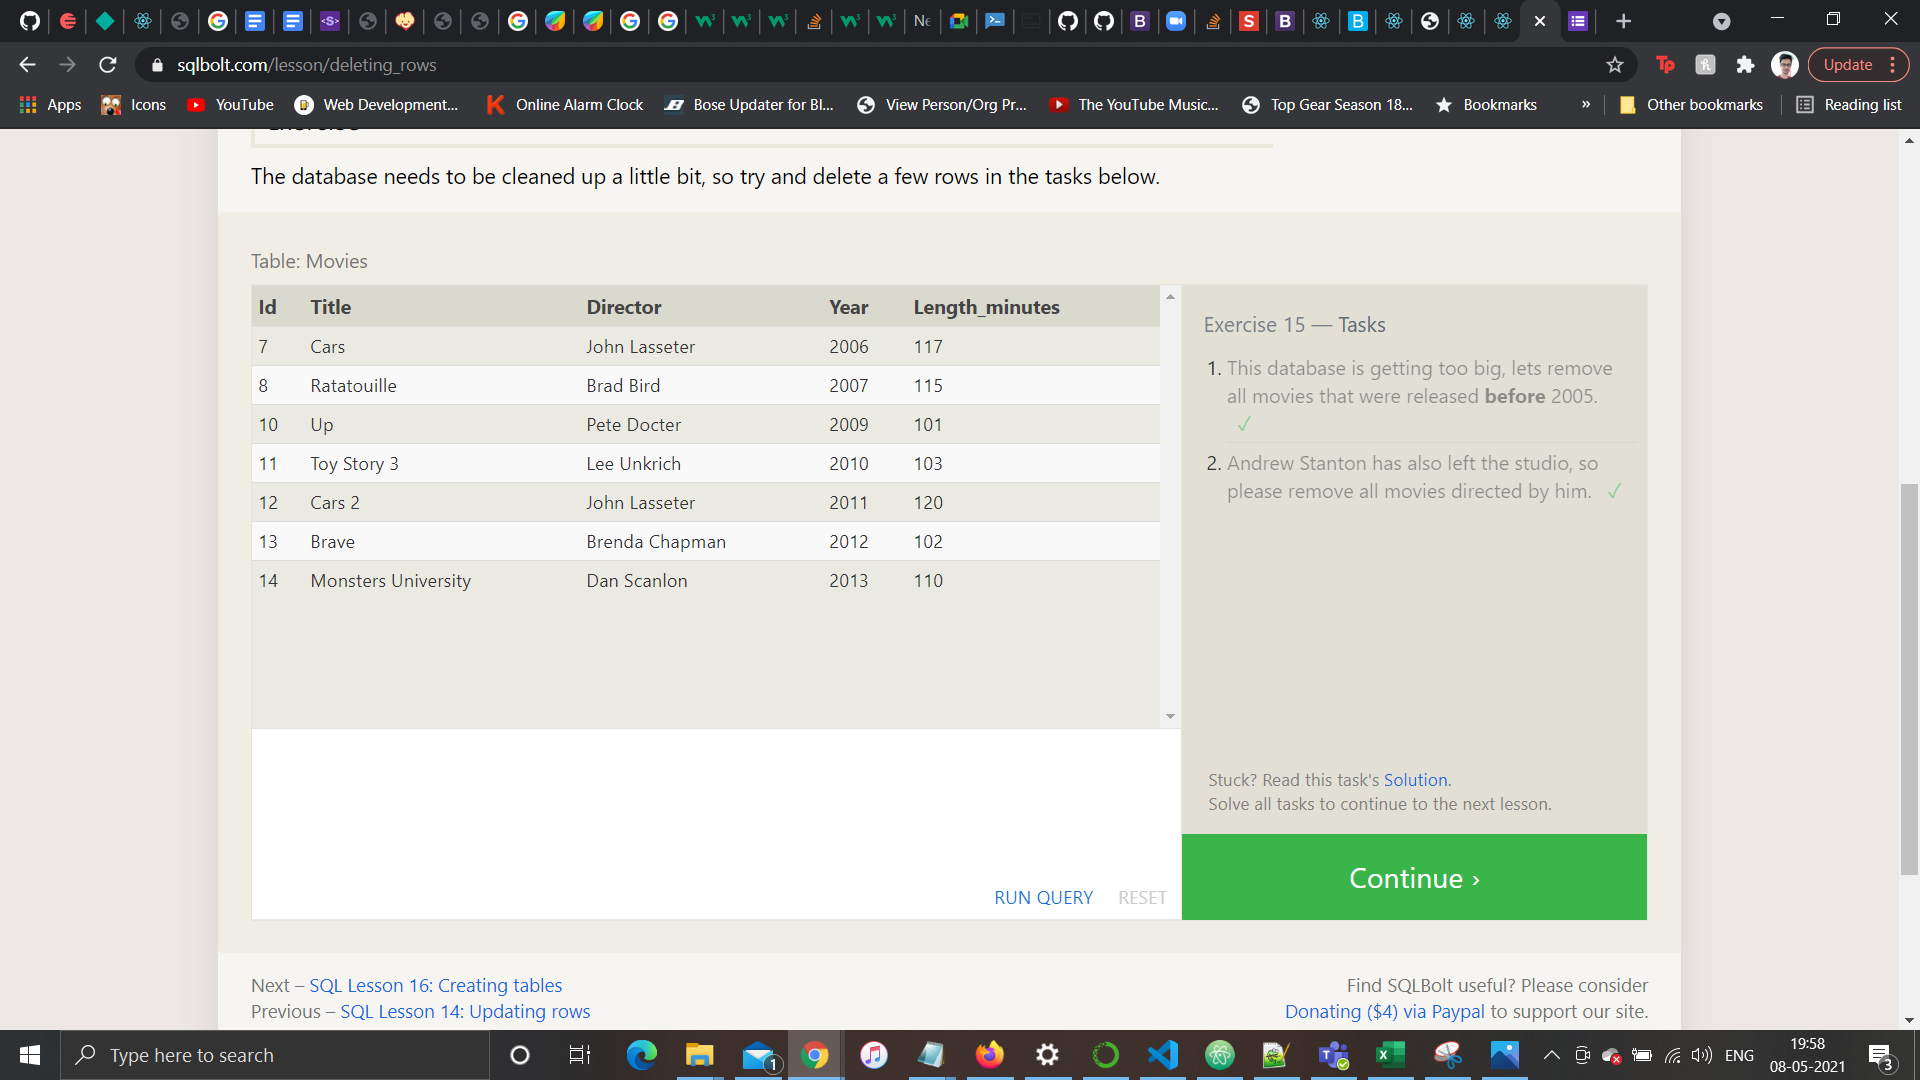 Ne
sqlbolt.com/lesson/deleting_rows
Update
Apps Icons YouTube Web Development... Online Alarm Clock Bose Updater for Bl... View Person/Org Pr... The YouTube Music... Top Gear Season 18... Bookmarks » Other bookmarks Reading list
Exercise
The database needs to be cleaned up a little bit, so try and delete a few rows in the tasks below.
Table: Movies
Id Title Director Year Length_minutes
7 Cars John Lasseter 2006 117
8 Ratatouille Brad Bird 2007 115
10 Up Pete Docter 2009 101
11 Toy Story 3 Lee Unkrich 2010 103
12 Cars 2 John Lasseter 2011 120
13 Brave Brenda Chapman 2012 102
14 Monsters University Dan Scanlon 2013 110
RUN QUERY RESET
Exercise 15 — Tasks
1. This database is getting too big, lets remove
all movies that were released before 2005.
✓
2. Andrew Stanton has also left the studio, so
please remove all movies directed by him. ✓
Stuck? Read this task's Solution.
Solve all tasks to continue to the next lesson.
Continue ›
Next – SQL Lesson 16: Creating tables
Previous – SQL Lesson 14: Updating rows
Find SQLBolt useful? Please consider
Donating ($4) via Paypal to support our site.
Type here to search
1
ENG
19:58
08-05-2021
3